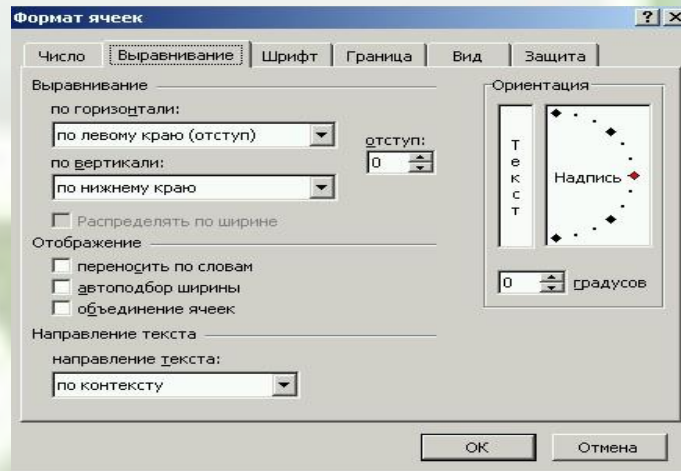 Формат ячеек
Число Выравнивание Шрифт Граница Вид Защита
Выравнивание
по горизонтали:
по левому краю (отступ)
отступ:
0
по вертикали:
по нижнему краю
Распределять по ширине
Отображение
переносить по словам
автоподбор ширины
объединение ячеек
Направление текста
направление текста:
по контексту
Ориентация
Текст
Надпись
0 градусов
ОК Отмена